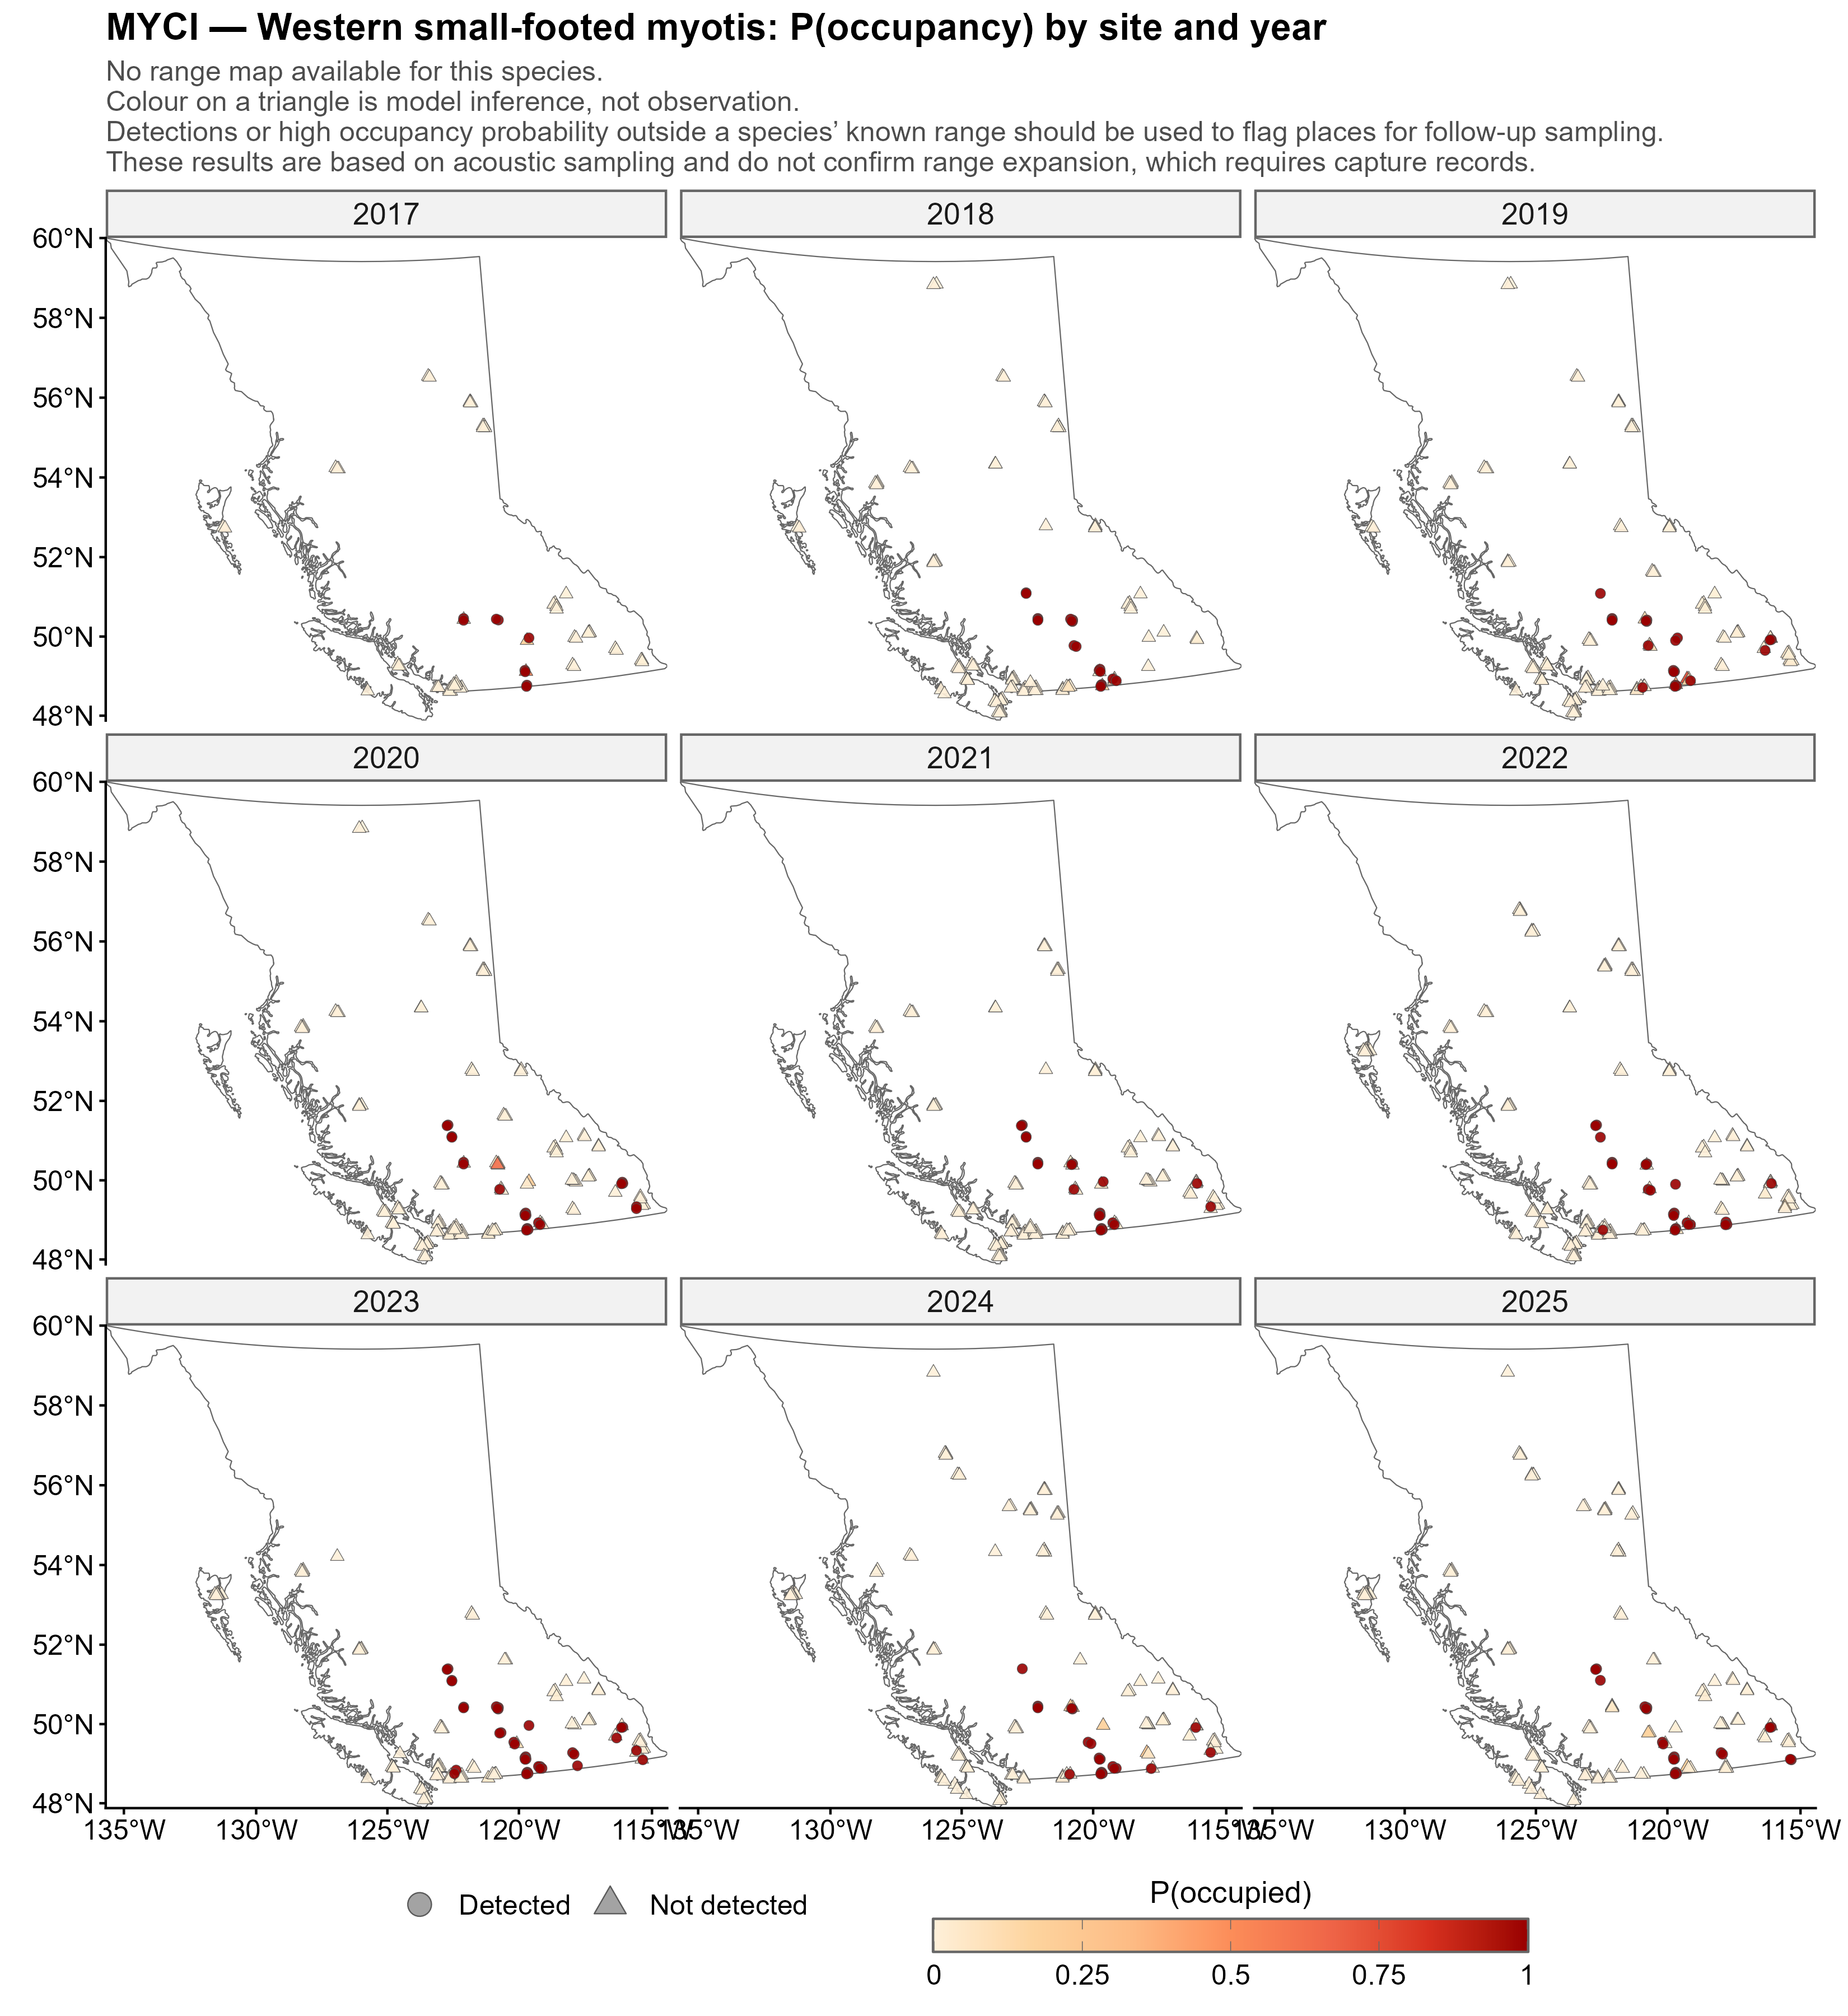 MYCI — Western small-footed myotis: P(occupancy) by site and year
No range map available for this species.
Colour on a triangle is model inference, not observation.
Detections or high occupancy probability outside a species’ known range should be used to flag places for follow-up sampling.
These results are based on acoustic sampling and do not confirm range expansion, which requires capture records.
2017
2018
2019
60°N
58°N
56°N
54°N
52°N
50°N
48°N
2020
2021
2022
60°N
58°N
56°N
54°N
52°N
50°N
48°N
2023
2024
2025
60°N
58°N
56°N
54°N
52°N
50°N
48°N
135°W 130°W 125°W 120°W 115°W 135°W 130°W 125°W 120°W 115°W 135°W 130°W 125°W 120°W 115°W
P(occupied)
Detected Not detected
0 0.25 0.5 0.75 1